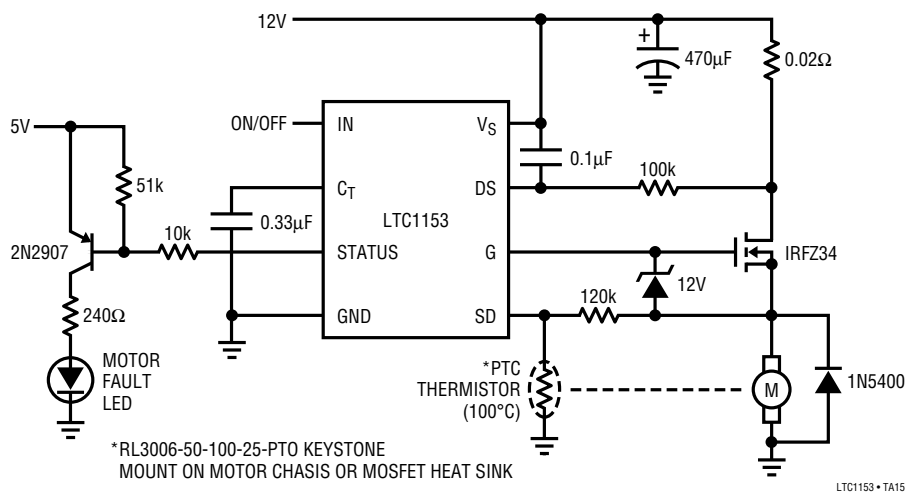 12V
+
470µF
0.02Ω
5V
ON/OFF
IN
V_S
0.1µF
51k
C_T
DS
100k
0.33µF
LTC1153
2N2907
10k
STATUS
G
IRFZ34
12V
240Ω
GND
SD
120k
MOTOR
FAULT
LED
*PTC
THERMISTOR
(100°C)
M
1N5400
*RL3006-50-100-25-PTO KEYSTONE
MOUNT ON MOTOR CHASIS OR MOSFET HEAT SINK
LTC1153 • TA15